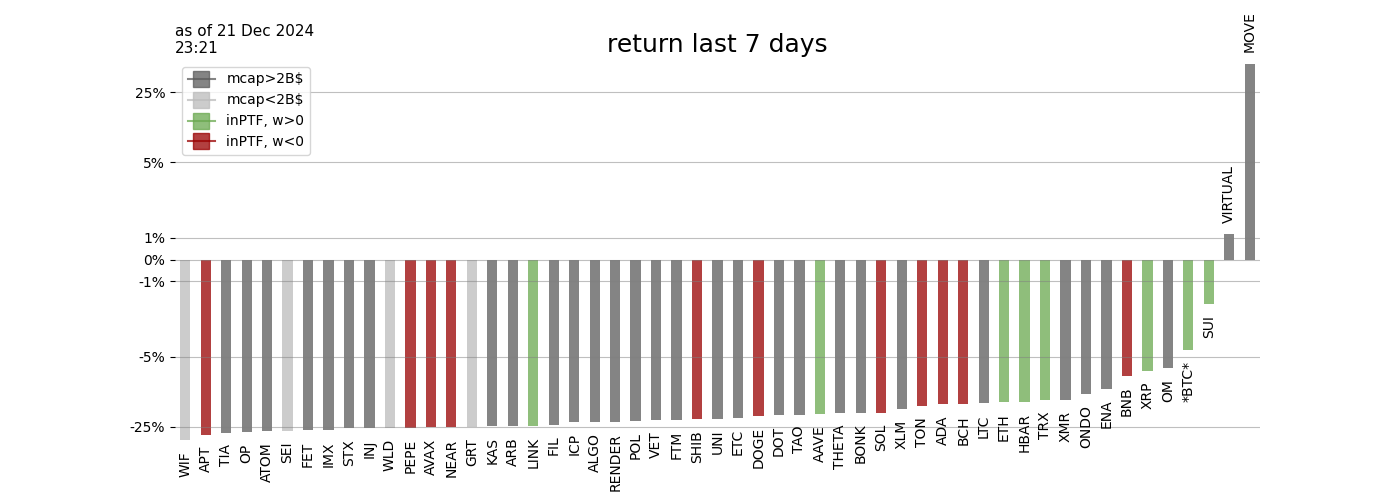 as of 21 Dec 2024
23:21
return last 7 days
mcap>2B$
mcap<2B$
inPTF, w>0
inPTF, w<0
25%
5%
1%
0%
-1%
-5%
-25%
WIF
APT
TIA
OP
ATOM
SEI
FET
IMX
STX
INJ
WLD
PEPE
AVAX
NEAR
GRT
KAS
ARB
LINK
FIL
ICP
ALGO
RENDER
POL
VET
FTM
SHIB
UNI
ETC
DOGE
DOT
TAO
AAVE
THETA
BONK
SOL
XLM
TON
ADA
BCH
LTC
ETH
HBAR
TRX
XMR
ONDO
ENA
BNB
XRP
OM
*BTC*
SUI
VIRTUAL
MOVE